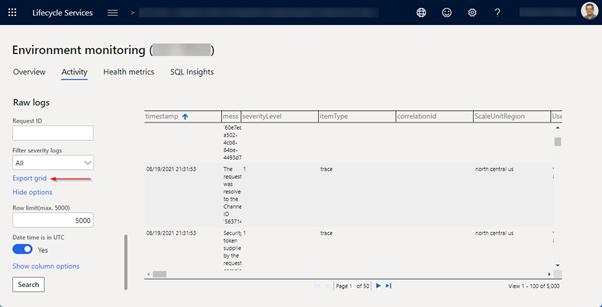 Lifecycle Services
>
?
Environment monitoring (
)
Overview
Activity
Health metrics
SQL Insights
Raw logs
Request ID
Filter severity logs
All
Export grid
Hide options
Row limit(max. 5000)
5000
Date time is in UTC
Yes
Show column options
Search
timestamp
mess
severityLevel
itemType
correlationId
ScaleUnitRegion
Use
'60e7ec
a502-
4cb8-
84be-
4493d7
08/19/2021 21:31:53
The
reques
was
resolve
to the
Channe
ID
'563714
1
trace
north central us
08/19/2021 21:31:53
Securit
token
supplie
by the
reques
1
trace
north central us
Page 1 of 50
View 1 - 100 of 5,000